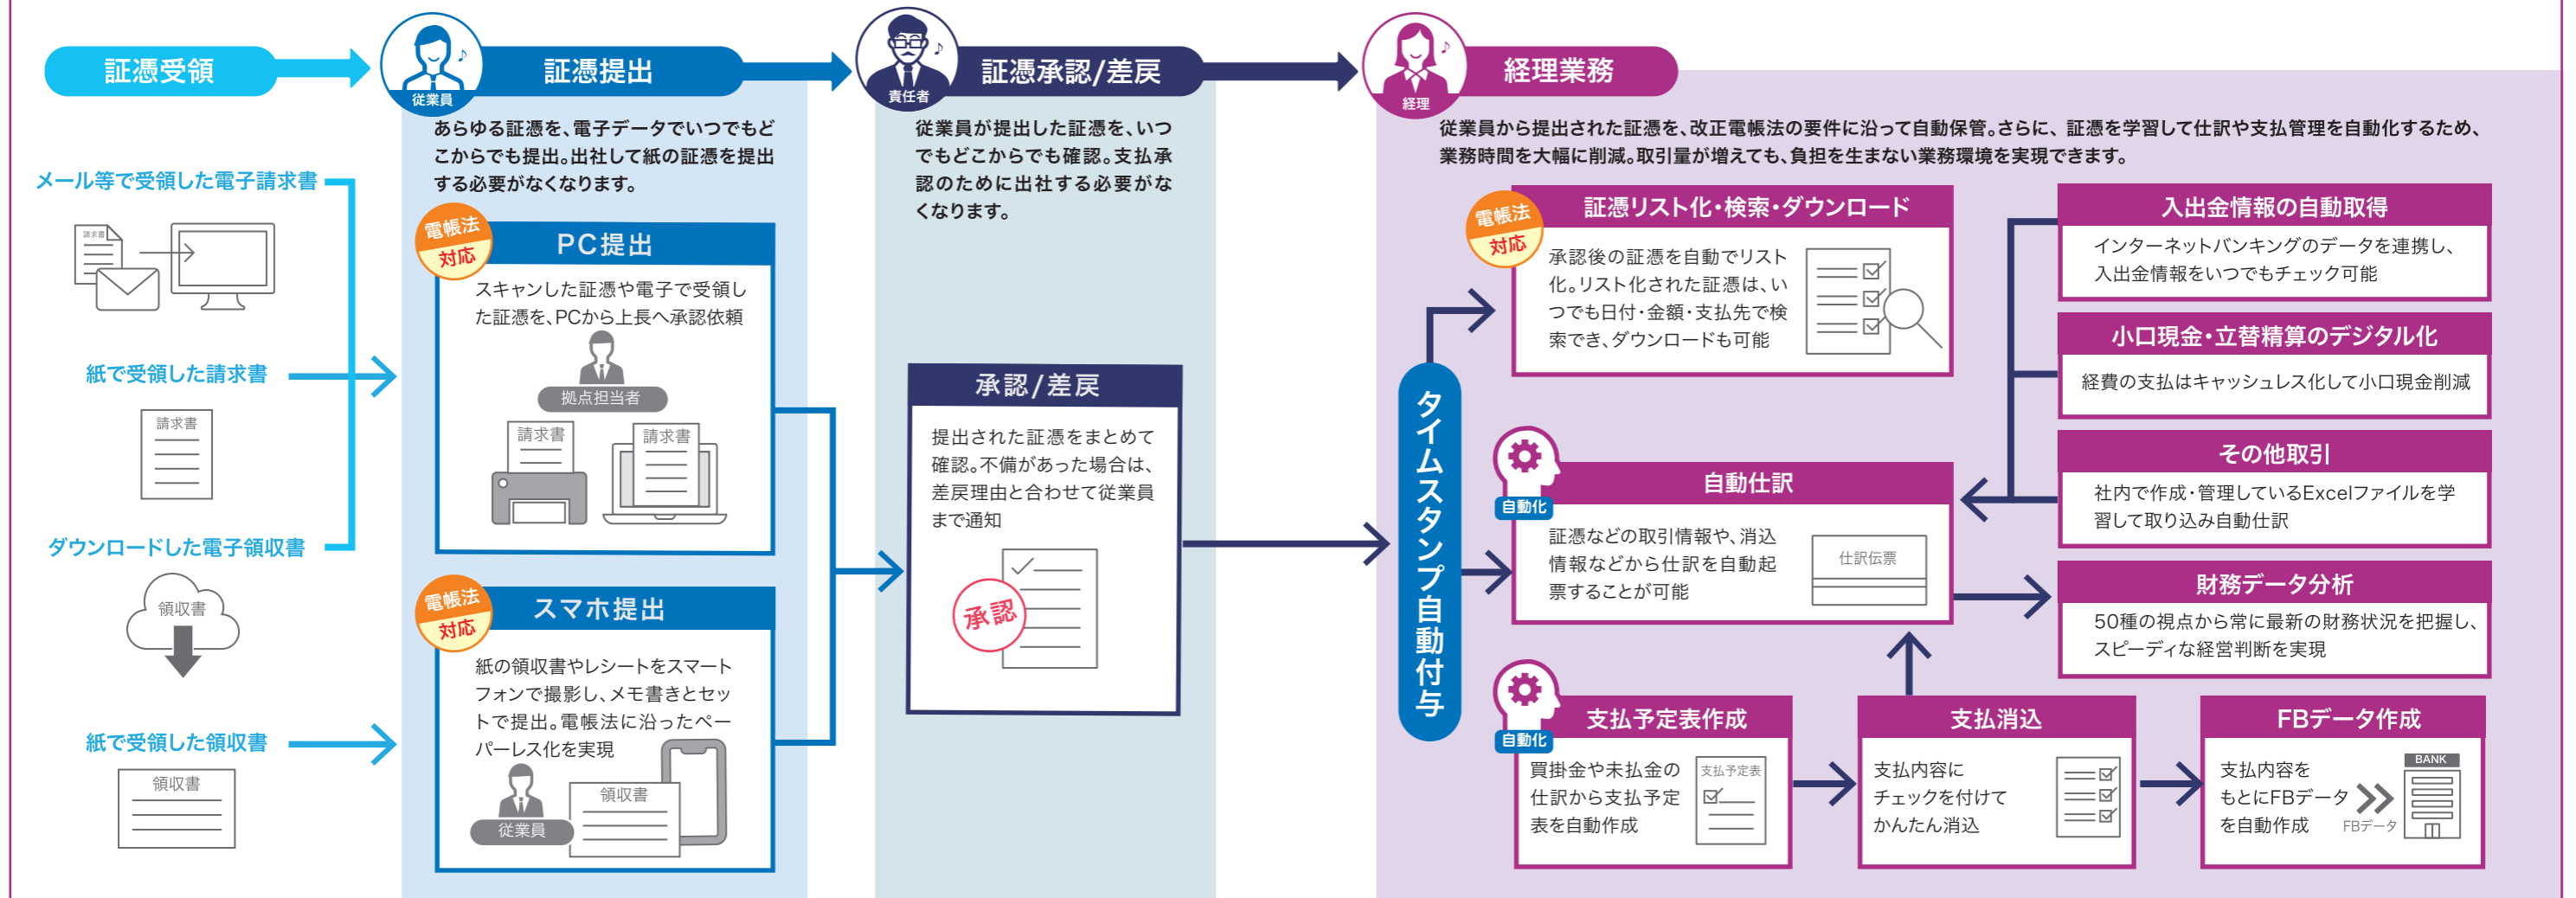 証憑受領
従業員
証憑提出
責任者
証憑承認/差戻
経理
経理業務
メール等で受領した電子請求書
請求書
紙で受領した請求書
請求書
ダウンロードした電子領収書
領収書
紙で受領した領収書
領収書
あらゆる証憑を、電子データでいつでもど
こからでも提出。出社して紙の証憑を提出
する必要がなくなります。
電帳法
対応
PC提出
スキャンした証憑や電子で受領し
た証憑を、PCから上長へ承認依頼
拠点担当者
請求書
請求書
電帳法
対応
スマホ提出
紙の領収書やレシートをスマート
フォンで撮影し、メモ書きとセッ
トで提出。電帳法に沿ったペー
パーレス化を実現
領収書
従業員
従業員が提出した証憑を、いつ
でもどこからでも確認。支払承
認のために出社する必要がな
くなります。
承認/差戻
提出された証憑をまとめて
確認。不備があった場合は、
差戻理由と合わせて従業員
まで通知
承認
従業員から提出された証憑を、改正電帳法の要件に沿って自動保管。さらに、証憑を学習して仕訳や支払管理を自動化するため、
業務時間を大幅に削減。取引量が増えても、負担を生まない業務環境を実現できます。
タイムスタンプ自動付与
電帳法
対応
証憑リスト化・検索・ダウンロード
承認後の証憑を自動でリスト
化。リスト化された証憑は、い
つでも日付・金額・支払先で検
索でき、ダウンロードも可能
自動化
自動仕訳
証憑などの取引情報や、消込
情報などから仕訳を自動起
票することが可能
仕訳伝票
入出金情報の自動取得
インターネットバンキングのデータを連携し、
入出金情報をいつでもチェック可能
小口現金・立替精算のデジタル化
経費の支払はキャッシュレス化して小口現金削減
その他取引
社内で作成・管理しているExcelファイルを学
習して取り込み自動仕訳
財務データ分析
50種の視点から常に最新の財務状況を把握し、
スピーディな経営判断を実現
自動化
支払予定表作成
買掛金や未払金の
仕訳から支払予定
表を自動作成
支払予定表
支払消込
支払内容に
チェックを付けて
かんたん消込
FBデータ作成
支払内容を
もとにFBデータ
を自動作成
FBデータ
BANK